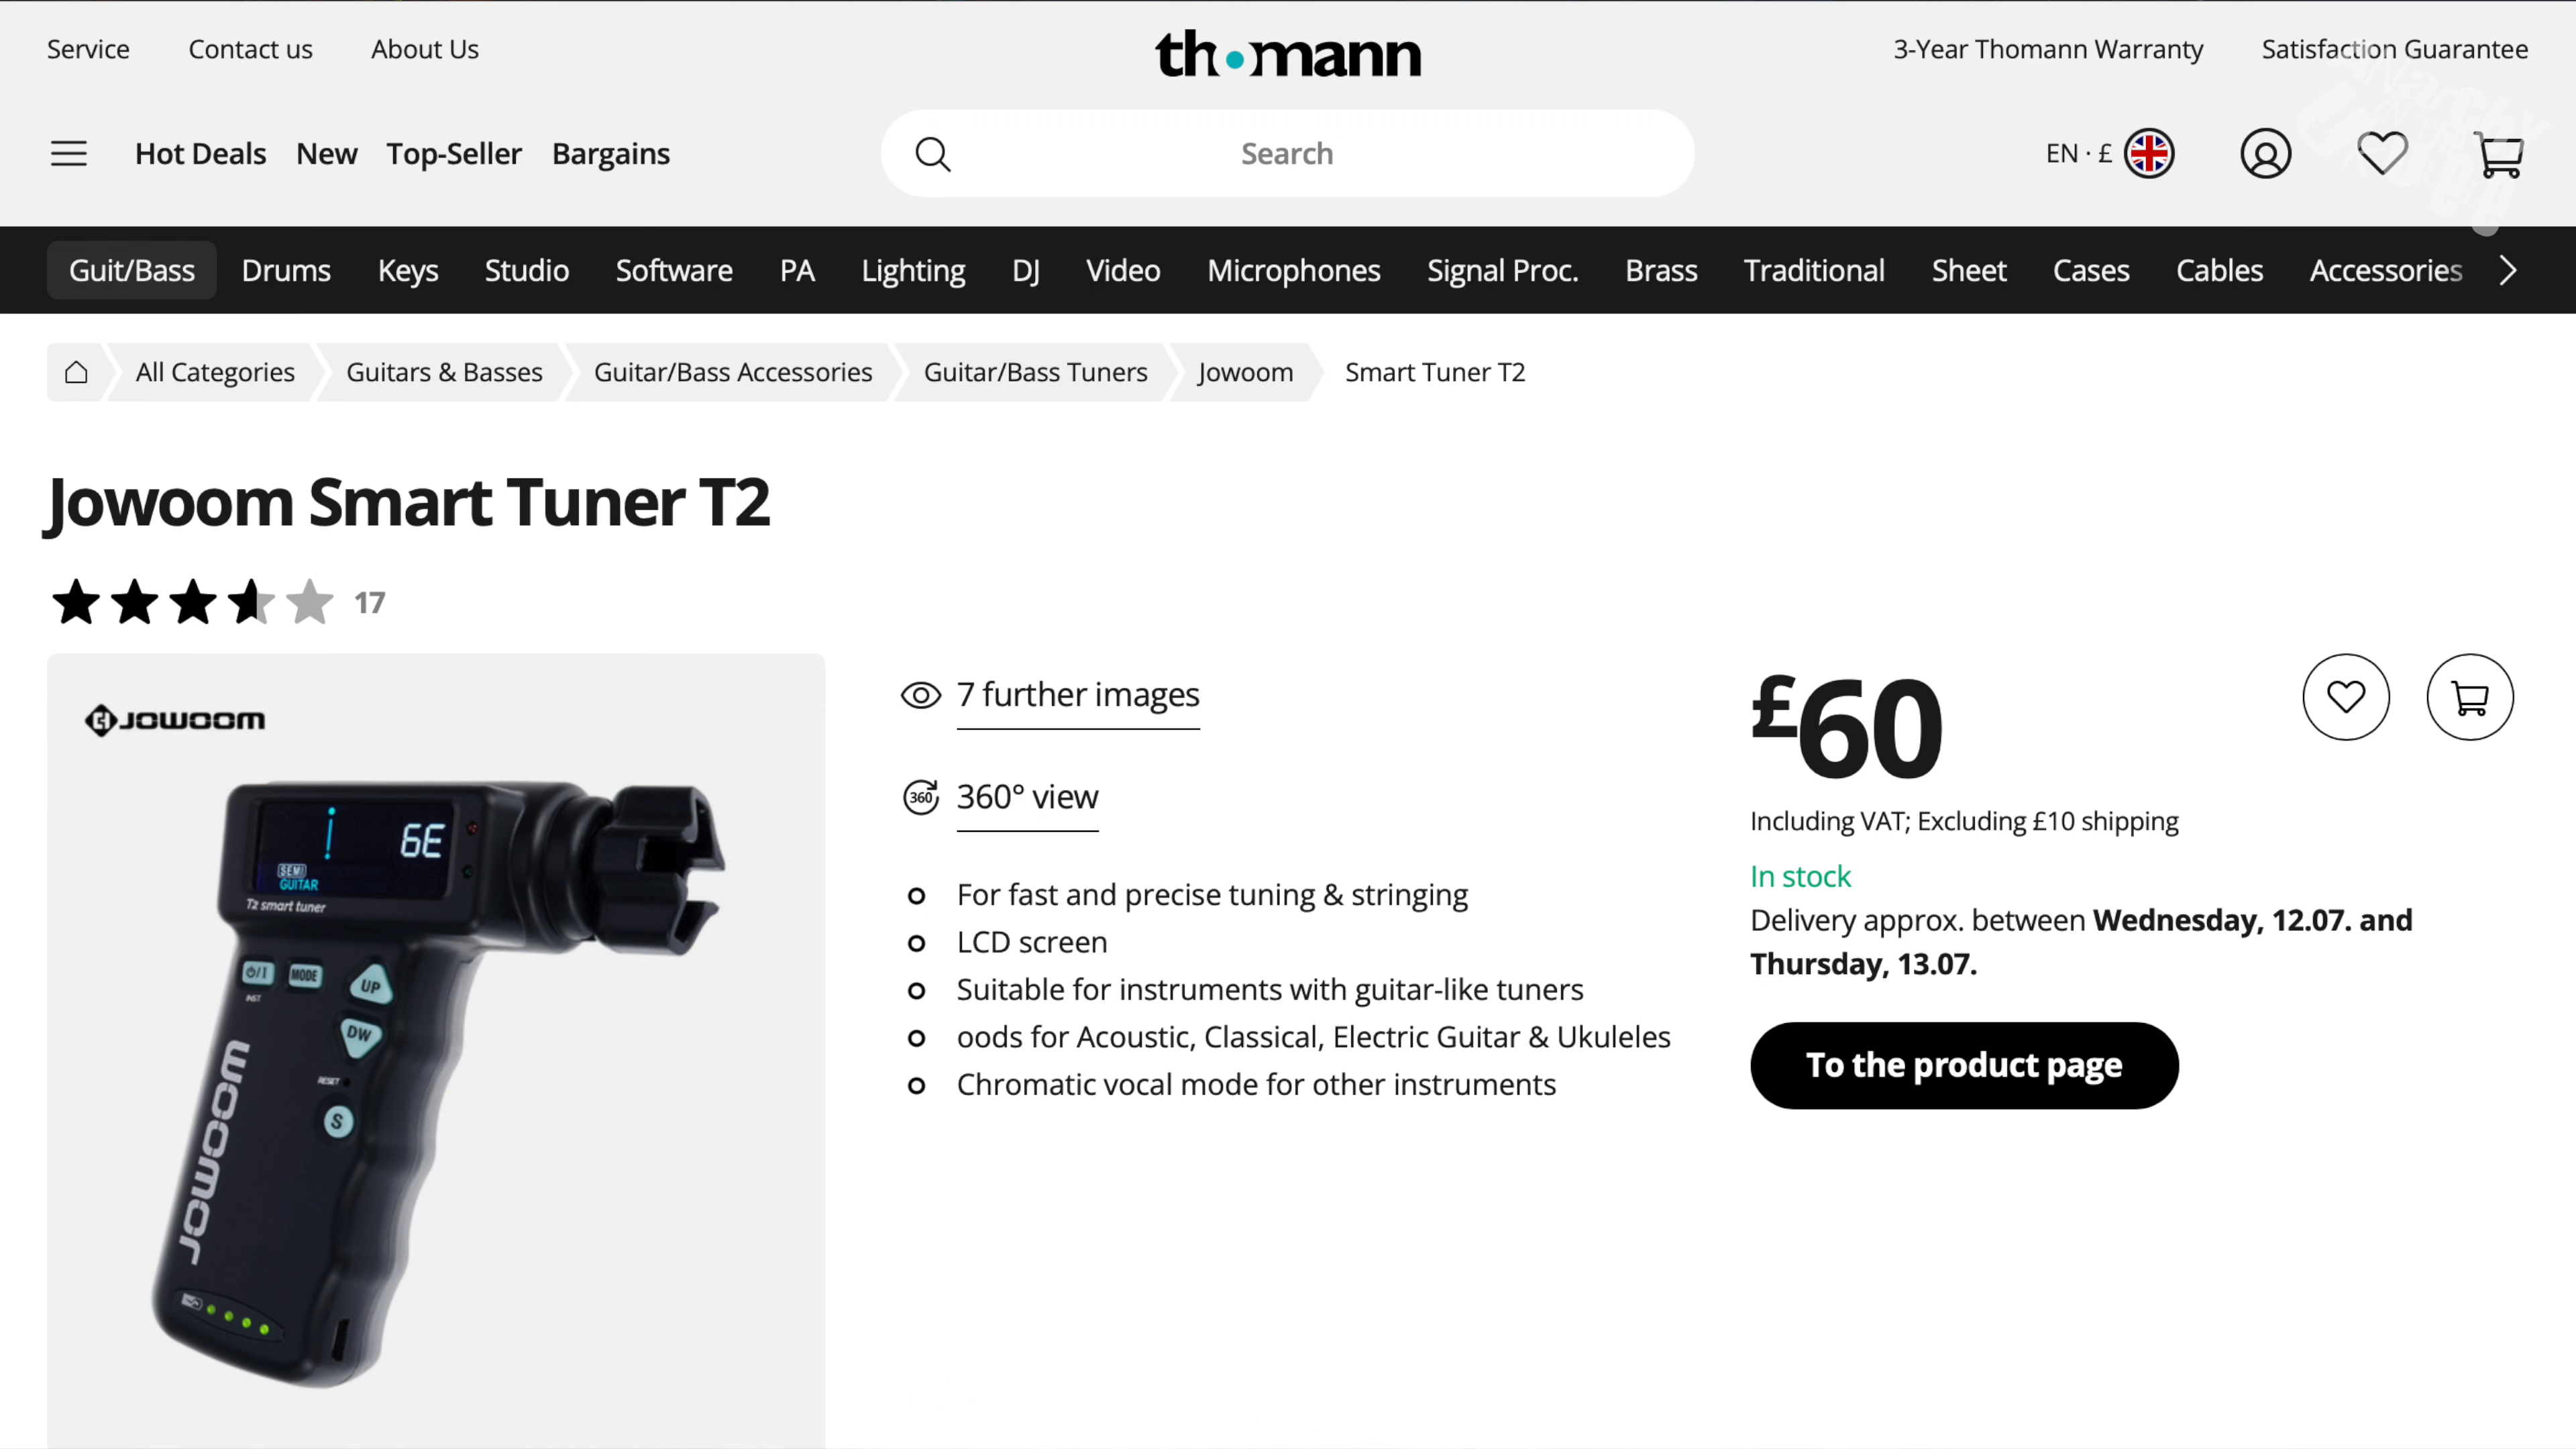 Service Contact us About Us
thomann
3-Year Thomann Warranty Satisfaction Guarantee
Hot Deals New Top-Seller Bargains
Search
EN · £
Guit/Bass Drums Keys Studio Software PA Lighting DJ Video Microphones Signal Proc. Brass Traditional Sheet Cases Cables Accessories
All Categories Guitars & Basses Guitar/Bass Accessories Guitar/Bass Tuners Jowoom Smart Tuner T2
Jowoom Smart Tuner T2
17
JOWOOM
6E
SEMI
GUITAR
T2 smart tuner
⏻/I MODE UP
INST
DW
RESET
S
JOWOOM
7 further images
360 360° view
For fast and precise tuning & stringing
LCD screen
Suitable for instruments with guitar-like tuners
oods for Acoustic, Classical, Electric Guitar & Ukuleles
Chromatic vocal mode for other instruments
£60
Including VAT; Excluding £10 shipping
In stock
Delivery approx. between Wednesday, 12.07. and
Thursday, 13.07.
To the product page